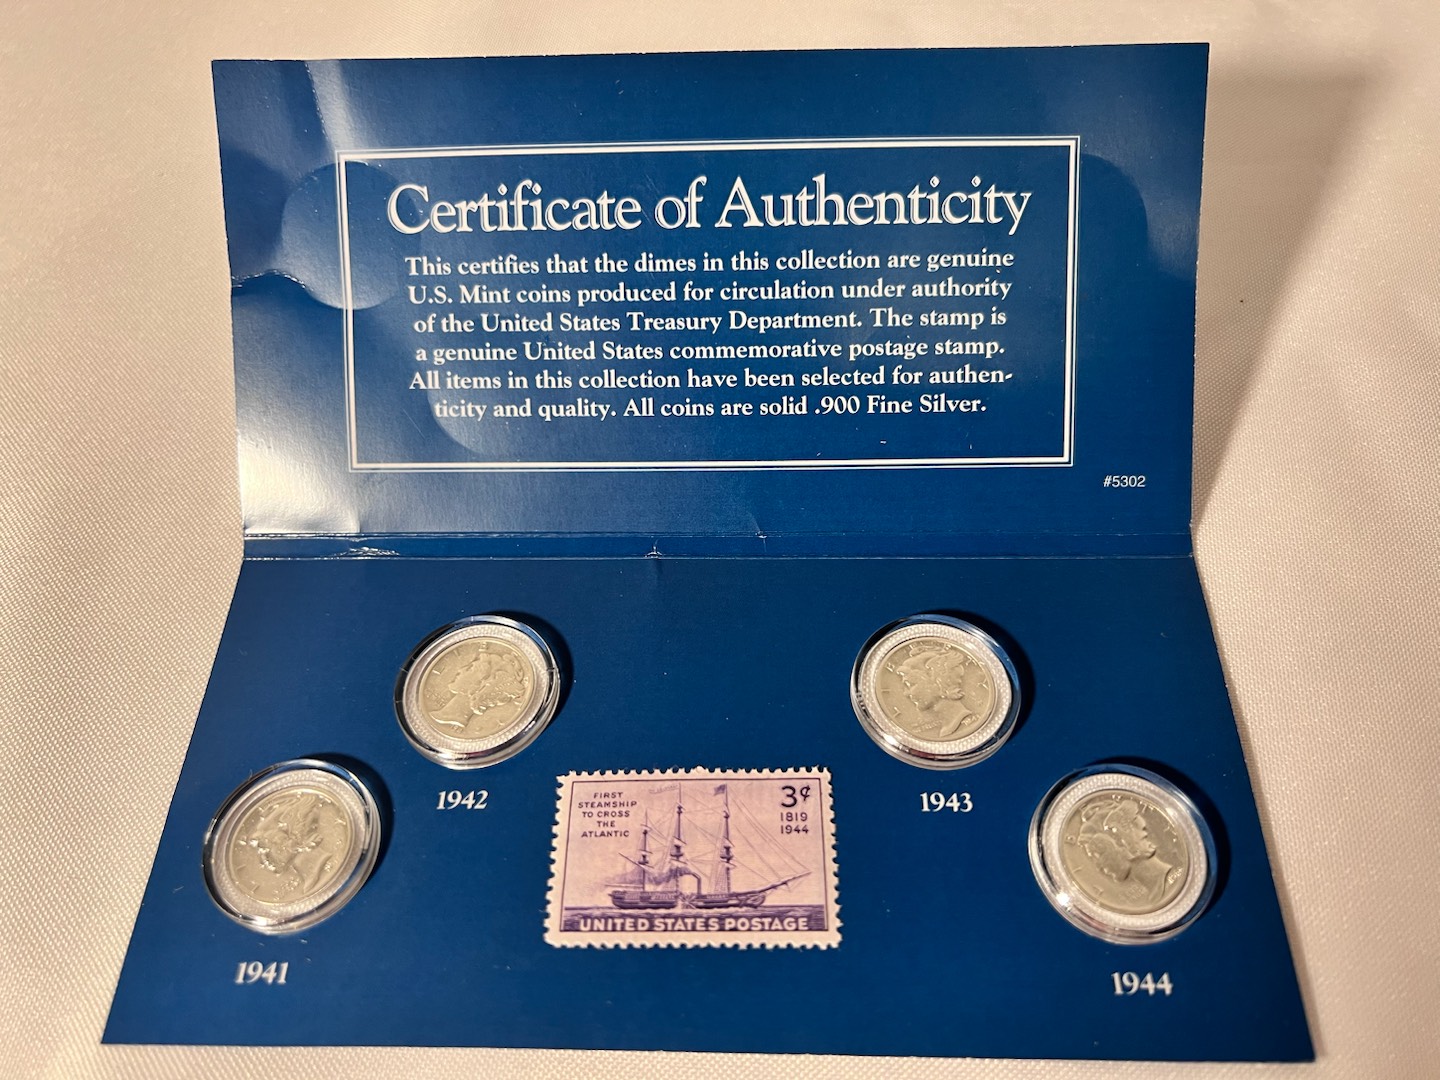 Certificate of Authenticity
This certifies that the dimes in this collection are genuine
U.S. Mint coins produced for circulation under authority
of the United States Treasury Department. The stamp is
a genuine United States commemorative postage stamp.
All items in this collection have been selected for authen-
ticity and quality. All coins are solid .900 Fine Silver.
#5302
1942
1943
1941
1944
FIRST
STEAMSHIP
TO CROSS
THE
ATLANTIC
3¢
1819
1944
UNITED STATES POSTAGE